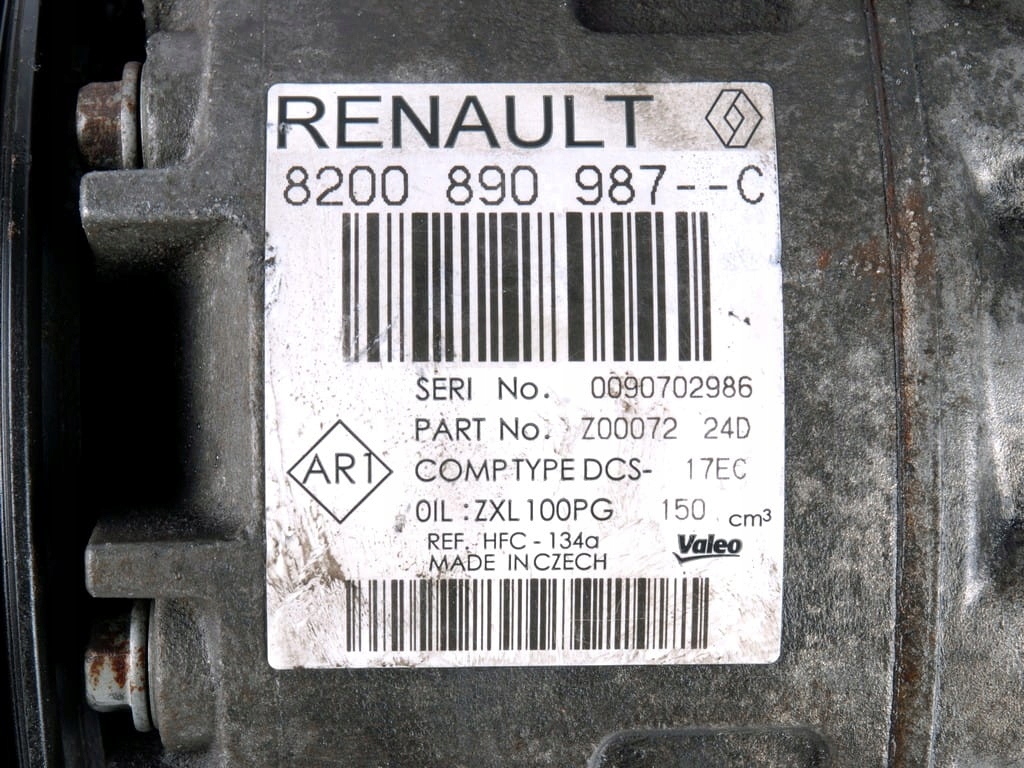 RENAULT
8200 890 987--C
SERI No. 0090702986
PART No. Z00072 24D
COMP TYPE DCS- 17EC
OIL : ZXL 100PG 150 cm³
REF. HFC - 134a
MADE IN CZECH
Valeo
AR1